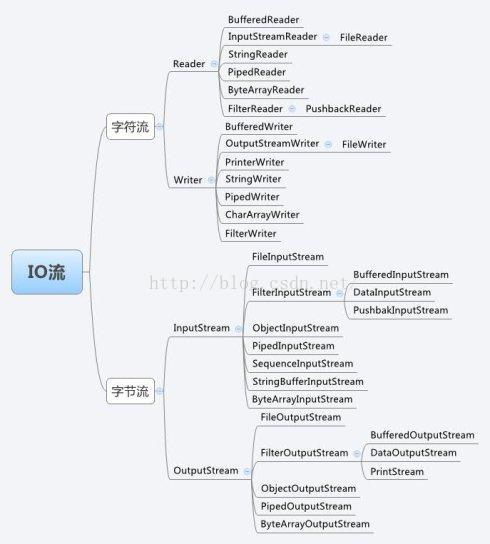 IO流
字符流
Reader
BufferedReader
InputStreamReader
FileReader
StringReader
PipedReader
ByteArrayReader
FilterReader
PushbackReader
Writer
BufferedWriter
OutputStreamWriter
FileWriter
PrinterWriter
StringWriter
PipedWriter
CharArrayWriter
FilterWriter
字节流
InputStream
FileInputStream
FilterInputStream
BufferedInputStream
DataInputStream
PushbakInputStream
ObjectInputStream
PipedInputStream
SequenceInputStream
StringBufferInputStream
ByteArrayInputStream
OutputStream
FileOutputStream
FilterOutputStream
BufferedOutputStream
DataOutputStream
PrintStream
ObjectOutputStream
PipedOutputStream
ByteArrayOutputStream
http://blog.csdn.net